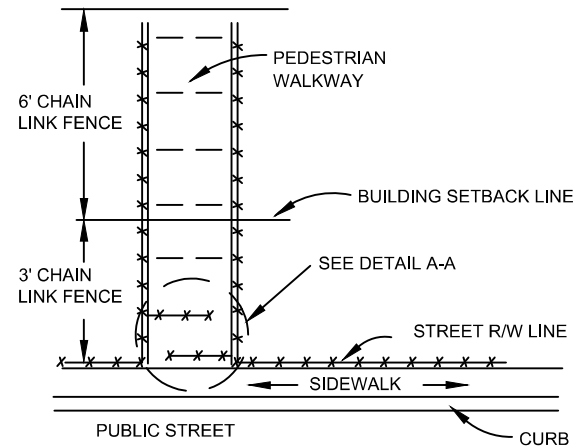 PEDESTRIAN
WALKWAY
6' CHAIN
LINK FENCE
BUILDING SETBACK LINE
3' CHAIN
LINK FENCE
SEE DETAIL A-A
STREET R/W LINE
SIDEWALK
PUBLIC STREET
CURB